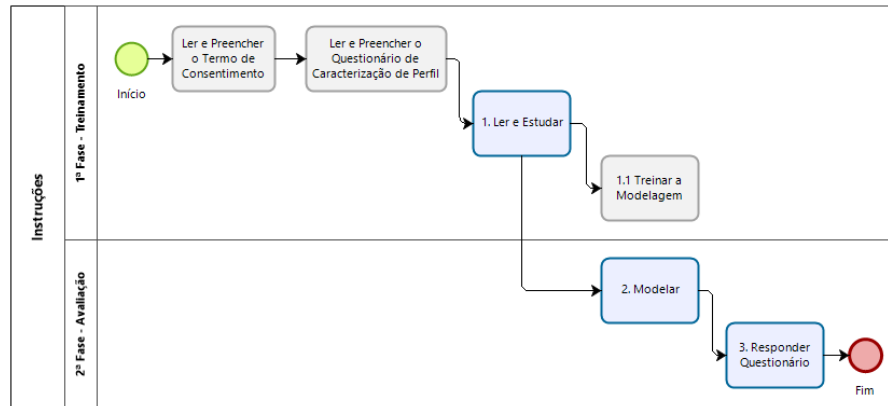 Instruções
1ª Fase - Treinamento
Início
Ler e Preencher
o Termo de
Consentimento
Ler e Preencher o
Questionário de
Caracterização de Perfil
1. Ler e Estudar
1.1 Treinar a
Modelagem
2ª Fase - Avaliação
2. Modelar
3. Responder
Questionário
Fim